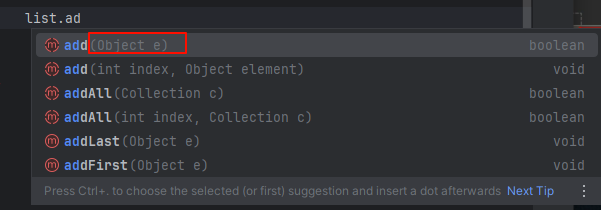 list.ad
m add(Object e) boolean
m add(int index, Object element) void
m addAll(Collection c) boolean
m addAll(int index, Collection c) boolean
m addLast(Object e) void
m addFirst(Object e) void
Press Ctrl+. to choose the selected (or first) suggestion and insert a dot afterwards Next Tip